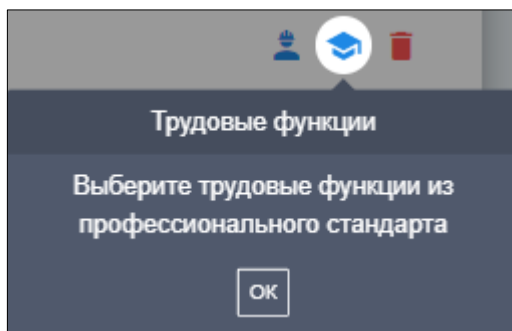 Трудовые функции
Выберите трудовые функции из
профессионального стандарта
ОК